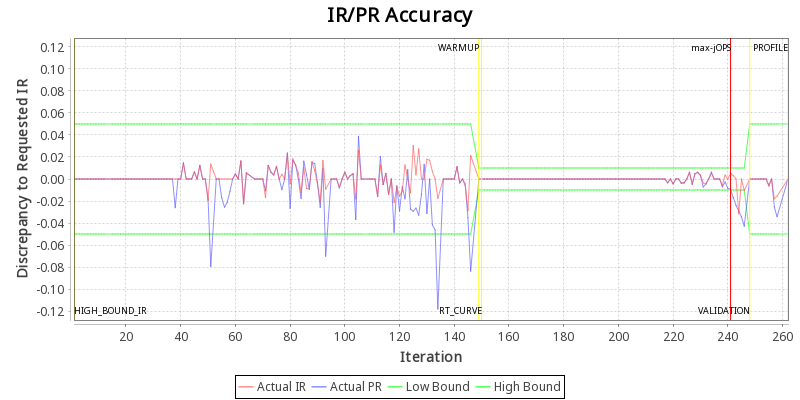 IR/PR Accuracy
Discrepancy to Requested IR
0.12
0.10
0.08
0.06
0.04
0.02
0.00
-0.02
-0.04
-0.06
-0.08
-0.10
-0.12
WARMUP
max-jOPS
PROFILE
HIGH_BOUND_IR
RT_CURVE
VALIDATION
20 40 60 80 100 120 140 160 180 200 220 240 260
Iteration
Actual IR Actual PR Low Bound High Bound